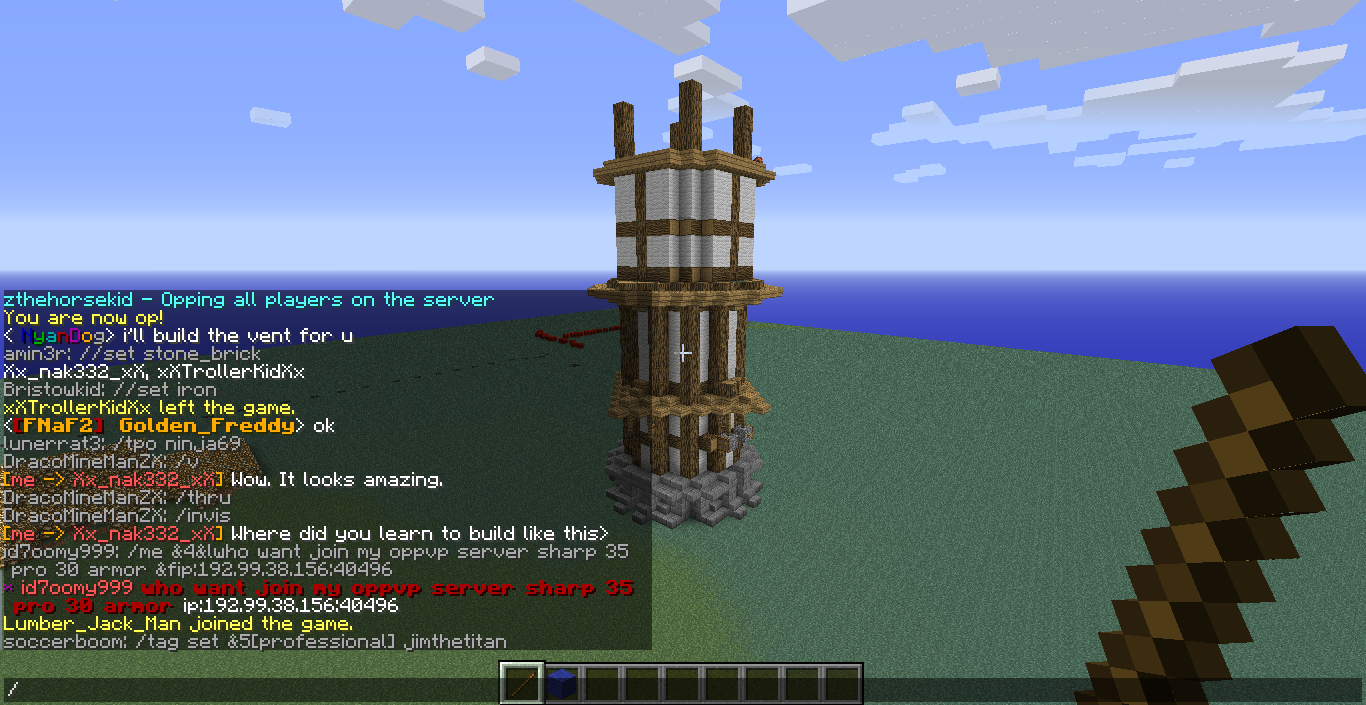 zthehorsekid - Opping all players on the server
You are now op!
< NyanDog> i'll build the vent for u
amin3r: //set stone_brick
Xx_nak332_xX, xXTrollerKidXx
Bristowkid: //set iron
xXTrollerKidXx left the game.
<[FNaF2] Golden_Freddy> ok
lunerrat3: /tpo ninja69
DracoMineManZX: /v
[me -> Xx_nak332_xX] Wow. It looks amazing.
DracoMineManZX: /thru
DracoMineManZX: /invis
[me -> Xx_nak332_xX] Where did you learn to build like this>
id7oomy999: /me &4&lwho want join my oppvp server sharp 35
pro 30 armor &fip:192.99.38.156:40496
* id7oomy999 who want join my oppvp server sharp 35
pro 30 armor ip:192.99.38.156:40496
Lumber_Jack_Man joined the game.
soccerboom: /tag set &5[professional] jimthetitan
/